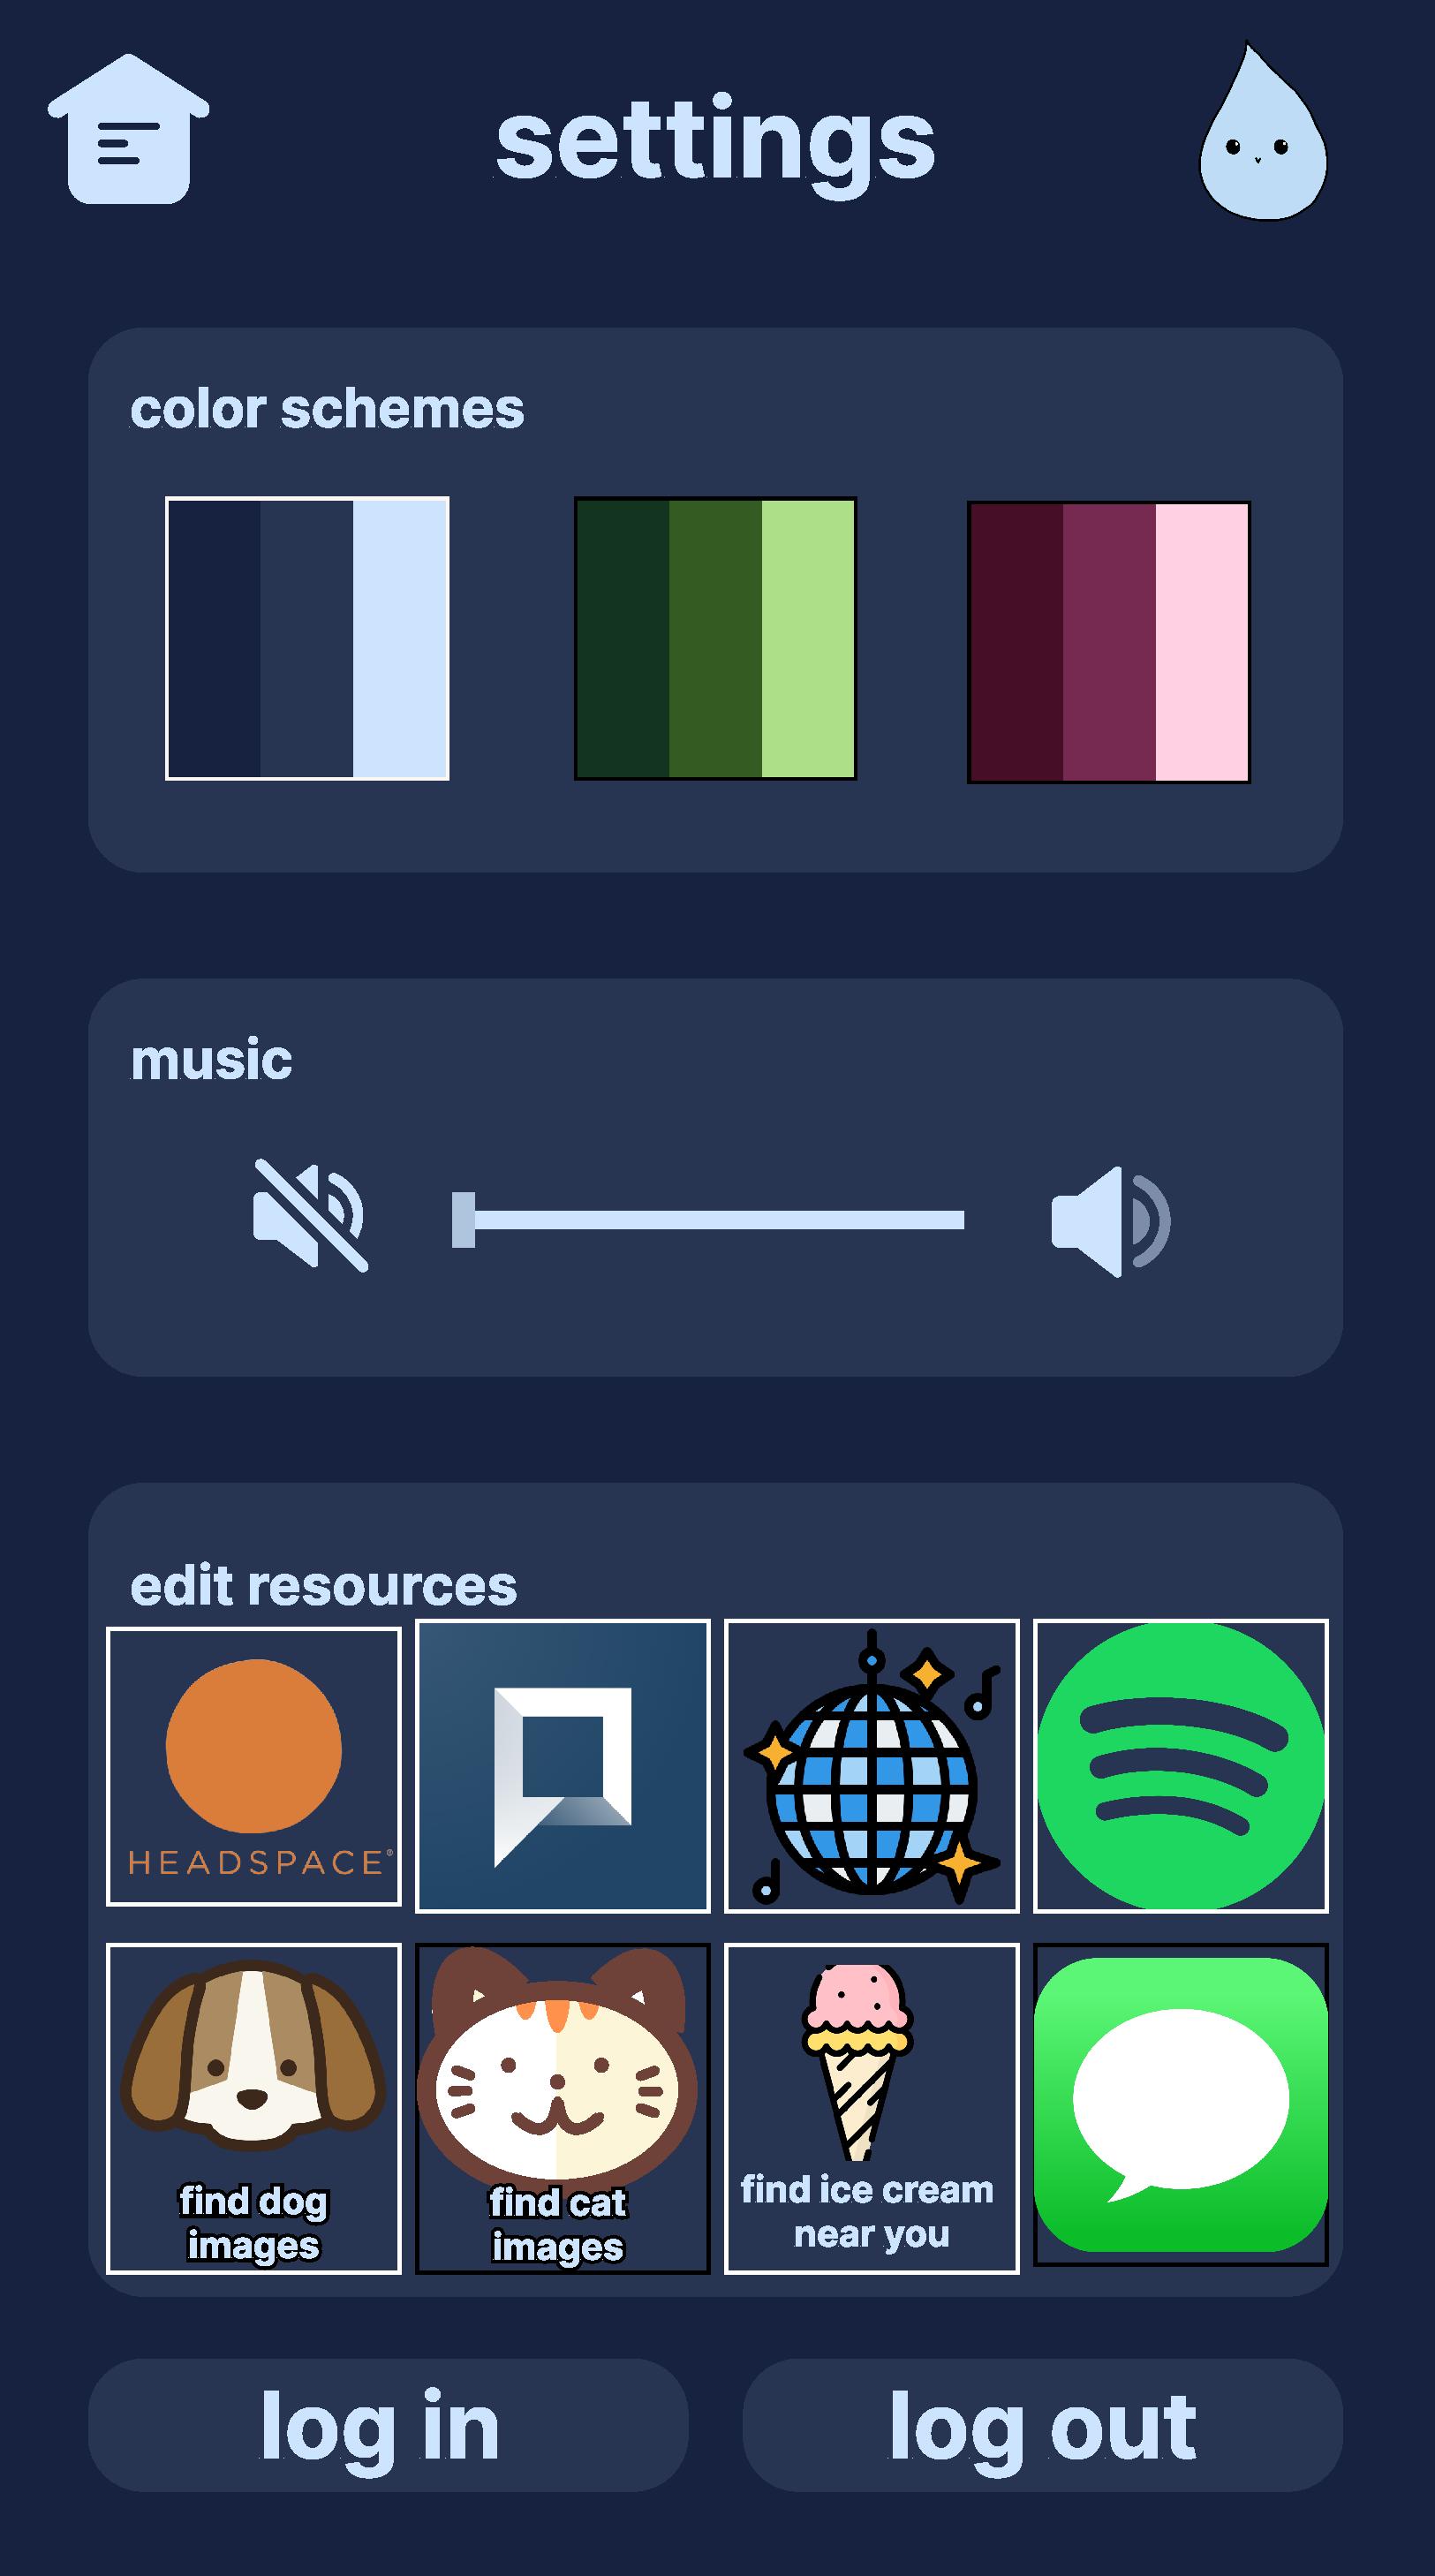 settings
color schemes
music
edit resources
HEADSPACE®
find dog
images
find cat
images
find ice cream
near you
log in
log out